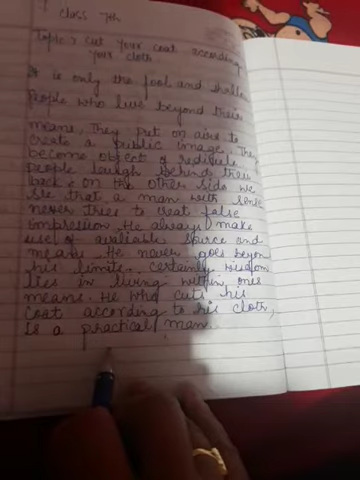 Class 7th
Topic : Cut your coat according
your cloth
It is only the fool and shallo
People who live beyond their
means, They put on aires to
create a public image. They
become object of redicule
people laugh behind their
back : on the other side we
see that a man with sense
never tries to creat false
impression. He always make
use of available source and
means. He never goes beyon
his limits. certainly wisdom
lies in living within ones
means. He who cuts his
coat according to his cloth,
Is a practical man